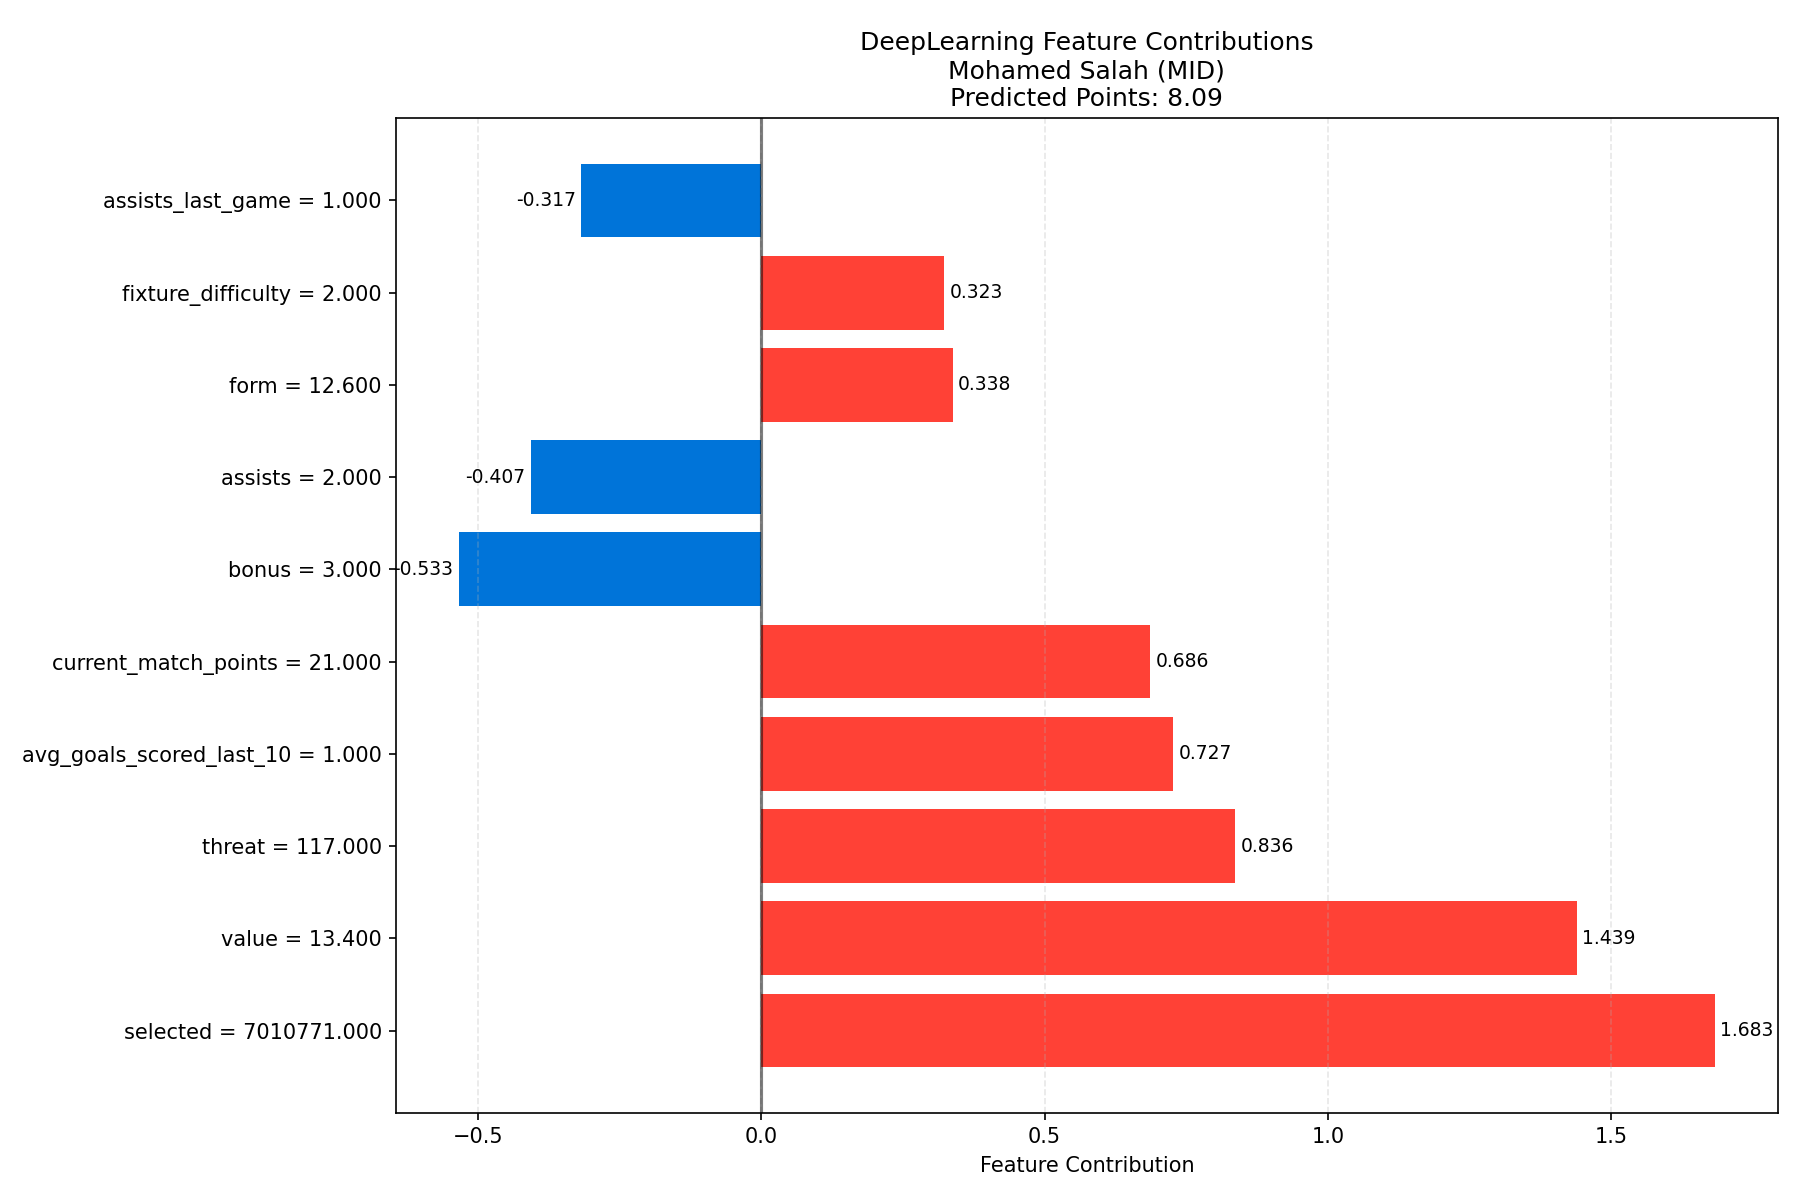 DeepLearning Feature Contributions
Mohamed Salah (MID)
Predicted Points: 8.09
assists_last_game = 1.000
-0.317
fixture_difficulty = 2.000
0.323
form = 12.600
0.338
assists = 2.000
-0.407
bonus = 3.000
-0.533
current_match_points = 21.000
0.686
avg_goals_scored_last_10 = 1.000
0.727
threat = 117.000
0.836
value = 13.400
1.439
selected = 7010771.000
1.683
−0.5 0.0 0.5 1.0 1.5
Feature Contribution